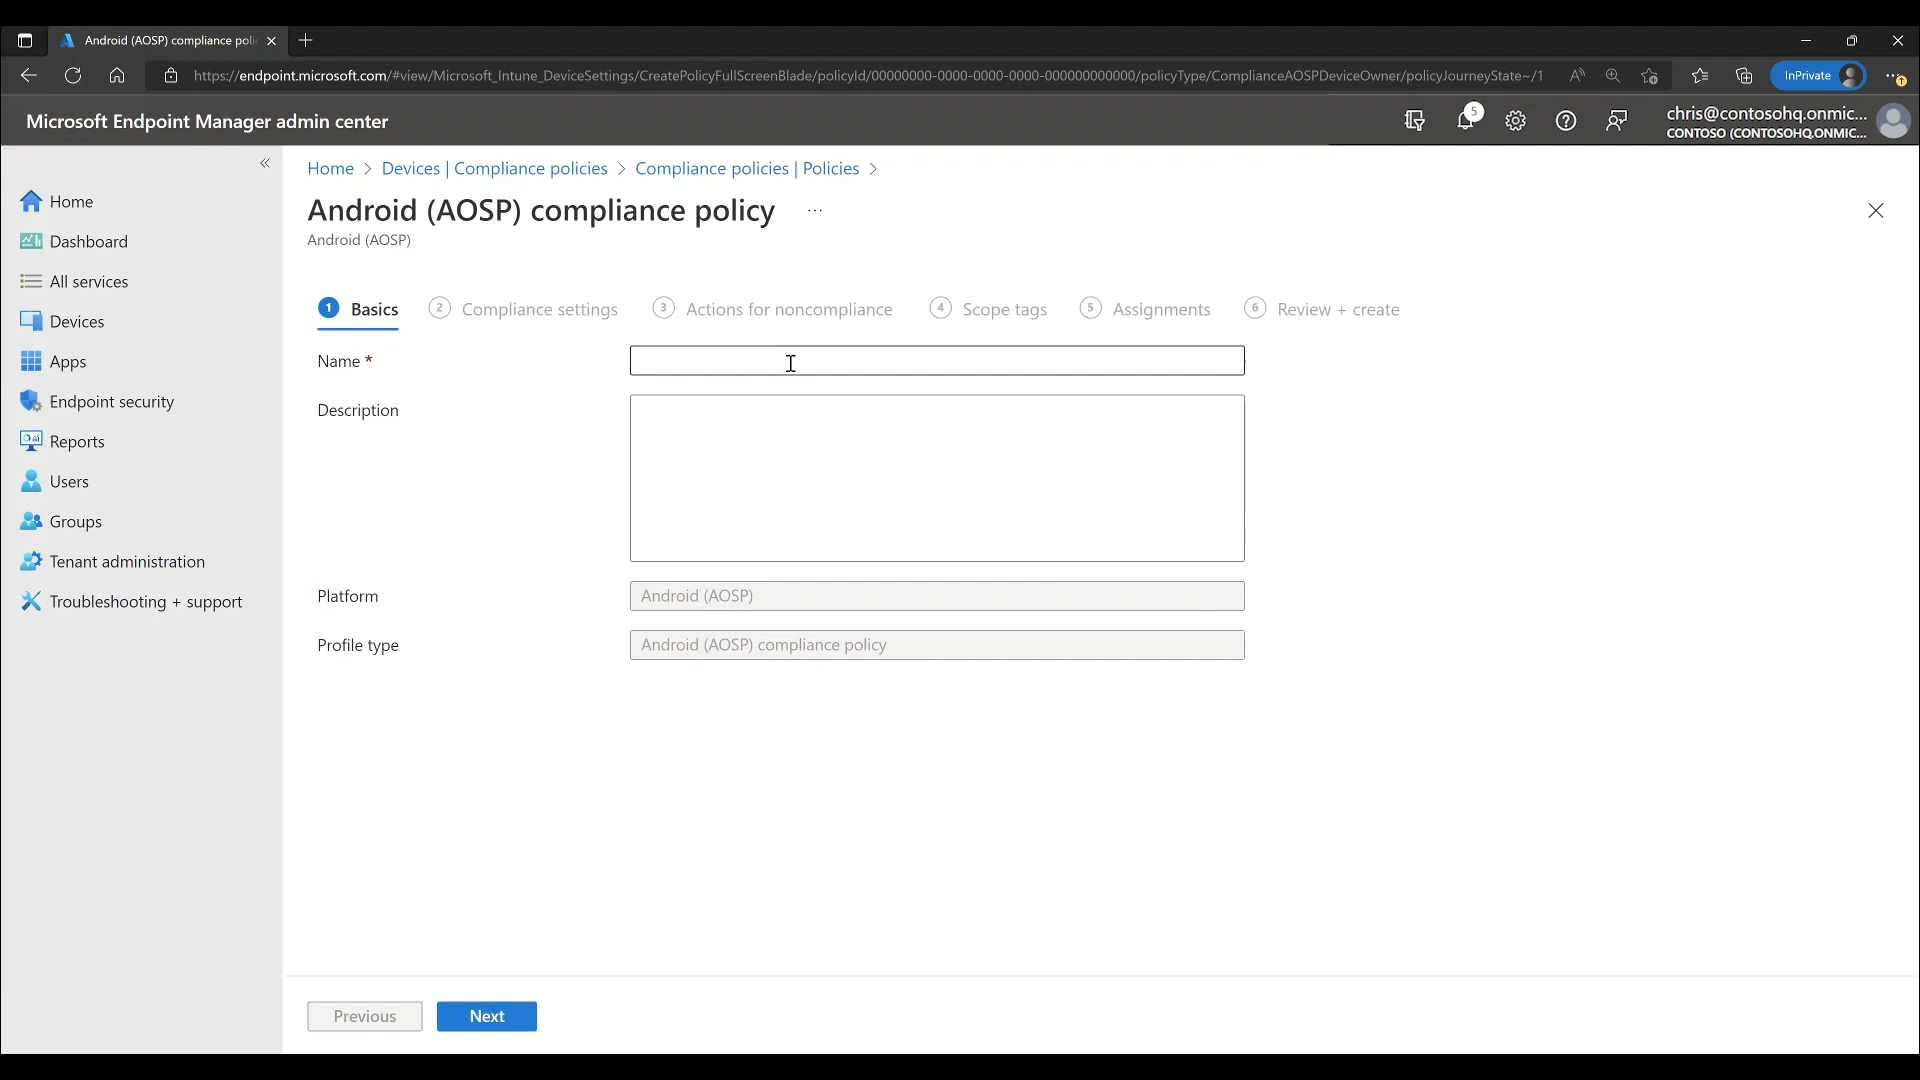 Android (AOSP) compliance poli
https://endpoint.microsoft.com/#view/Microsoft_Intune_DeviceSettings/CreatePolicyFullScreenBlade/policyId/00000000-0000-0000-0000-000000000000/policyType/ComplianceAOSPDeviceOwner/policyJourneyState~/1
InPrivate
Microsoft Endpoint Manager admin center
5
chris@contosohq.onmic...
CONTOSO (CONTOSOHQ.ONMIC...
Home > Devices | Compliance policies > Compliance policies | Policies >
Android (AOSP) compliance policy ...
Android (AOSP)
Home
Dashboard
All services
Devices
Apps
Endpoint security
Reports
Users
Groups
Tenant administration
Troubleshooting + support
1 Basics 2 Compliance settings 3 Actions for noncompliance 4 Scope tags 5 Assignments 6 Review + create
Name *
Description
Platform Android (AOSP)
Profile type Android (AOSP) compliance policy
Previous Next